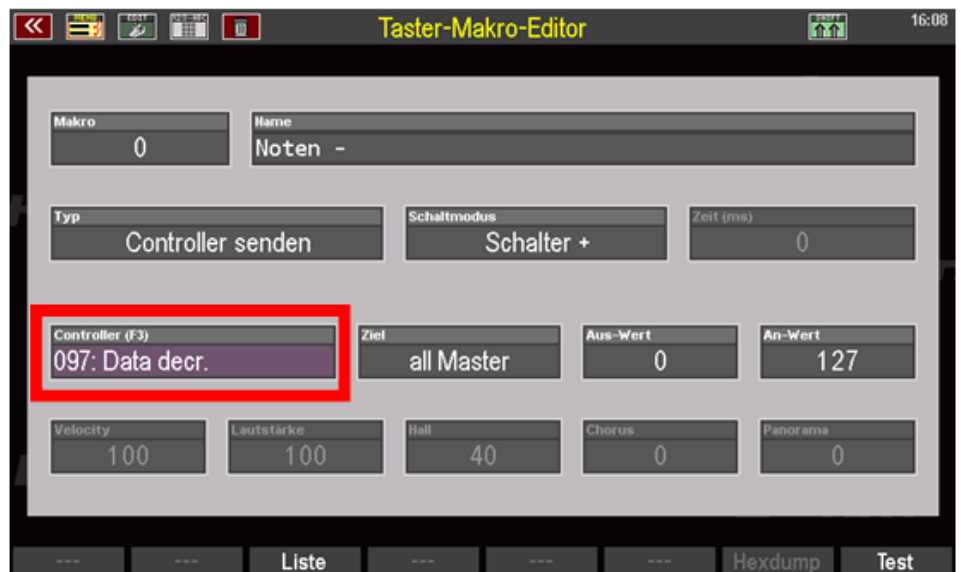 MENU EDIT 123..ABC Taster-Makro-Editor SHIFT 16:08
Makro Name
0 Noten -
Typ Schaltmodus Zeit (ms)
Controller senden Schalter + 0
Controller (F3) Ziel Aus-Wert An-Wert
097: Data decr. all Master 0 127
Velocity Lautstärke Hall Chorus Panorama
100 100 40 0 0
--- --- Liste --- --- --- Hexdump Test